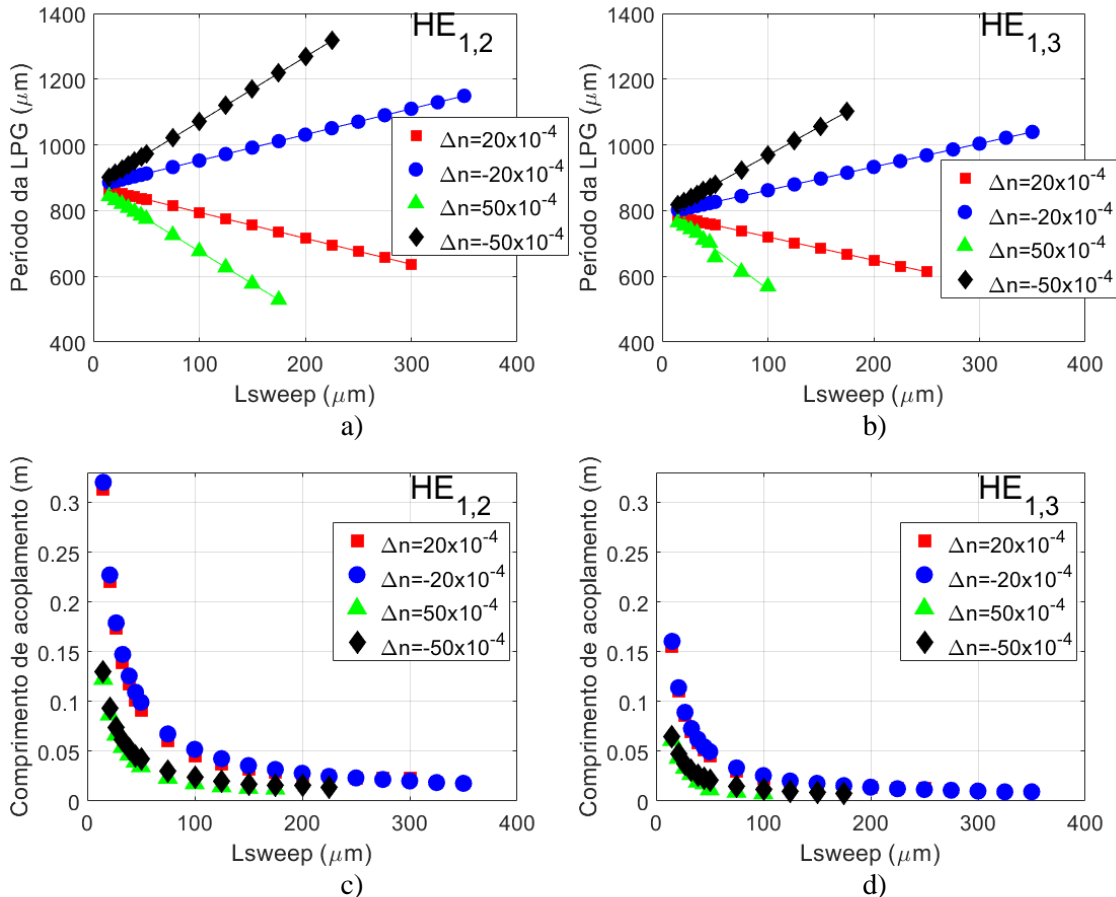 HE1,2
Período da LPG (μm)
1400
1200
1000
800
600
400
Δn=20x10-4
Δn=-20x10-4
Δn=50x10-4
Δn=-50x10-4
0 100 200 300 400
Lsweep (μm)
a)
HE1,3
Período da LPG (μm)
1400
1200
1000
800
600
400
Δn=20x10-4
Δn=-20x10-4
Δn=50x10-4
Δn=-50x10-4
0 100 200 300 400
Lsweep (μm)
b)
HE1,2
Comprimento de acoplamento (m)
0.3
0.25
0.2
0.15
0.1
0.05
0
Δn=20x10-4
Δn=-20x10-4
Δn=50x10-4
Δn=-50x10-4
0 100 200 300 400
Lsweep (μm)
c)
HE1,3
Comprimento de acoplamento (m)
0.3
0.25
0.2
0.15
0.1
0.05
0
Δn=20x10-4
Δn=-20x10-4
Δn=50x10-4
Δn=-50x10-4
0 100 200 300 400
Lsweep (μm)
d)